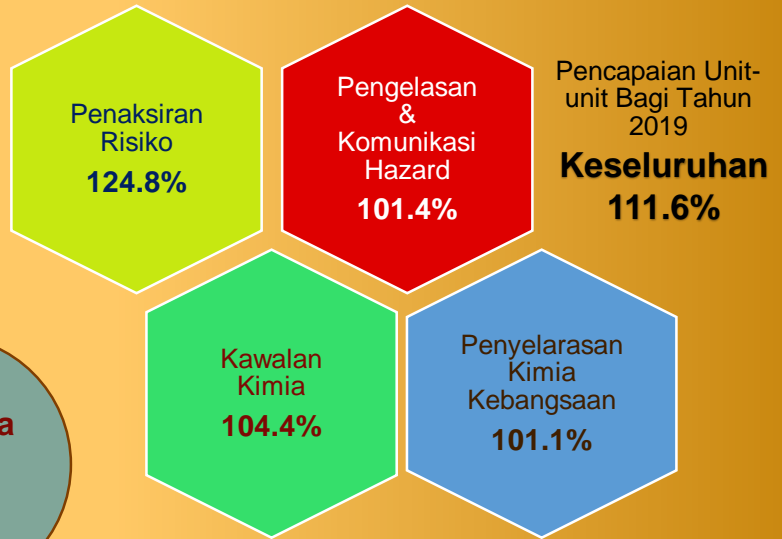 Penaksiran
Risiko
124.8%
Pengelasan
&
Komunikasi
Hazard
101.4%
Pencapaian Unit-
unit Bagi Tahun
2019
Keseluruhan
111.6%
Kawalan
Kimia
104.4%
Penyelarasan
Kimia
Kebangsaan
101.1%